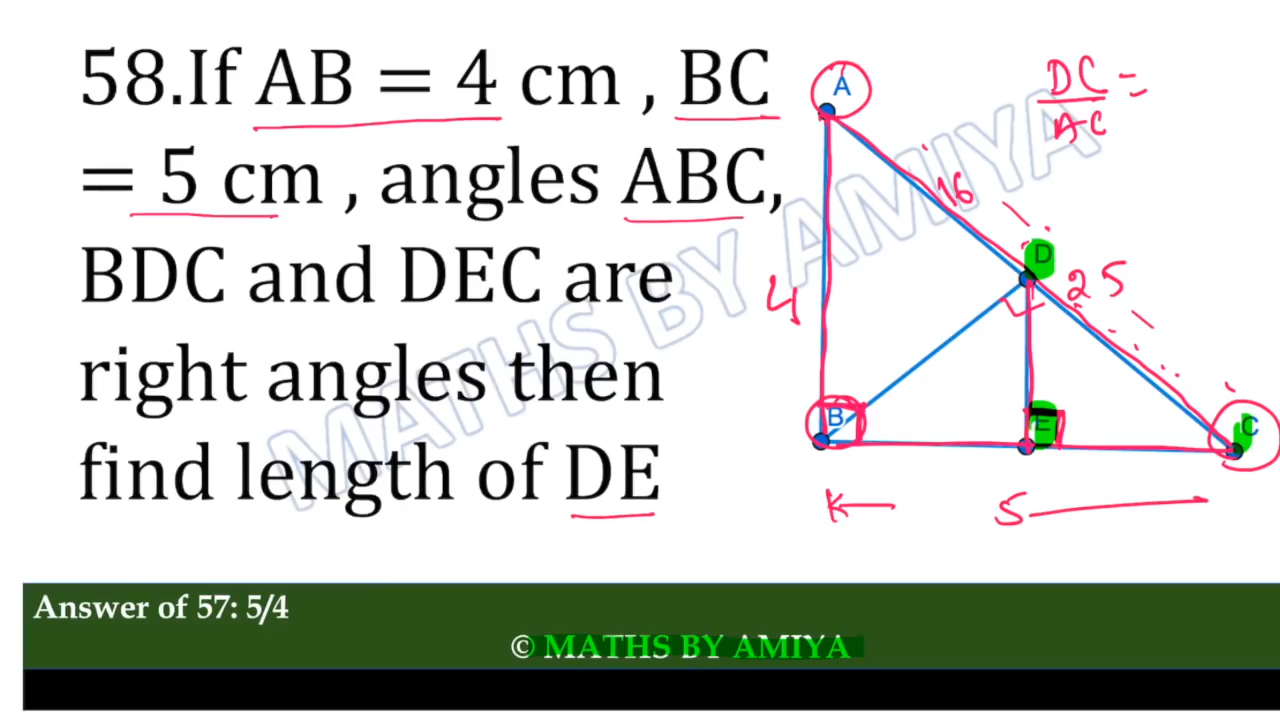 58.If AB = 4 cm , BC
= 5 cm , angles ABC,
BDC and DEC are
right angles then
find length of DE
A
DC
AC
=
16
D
25
4
B
E
C
5
MATHS BY AMIYA
Answer of 57: 5/4
© MATHS BY AMIYA